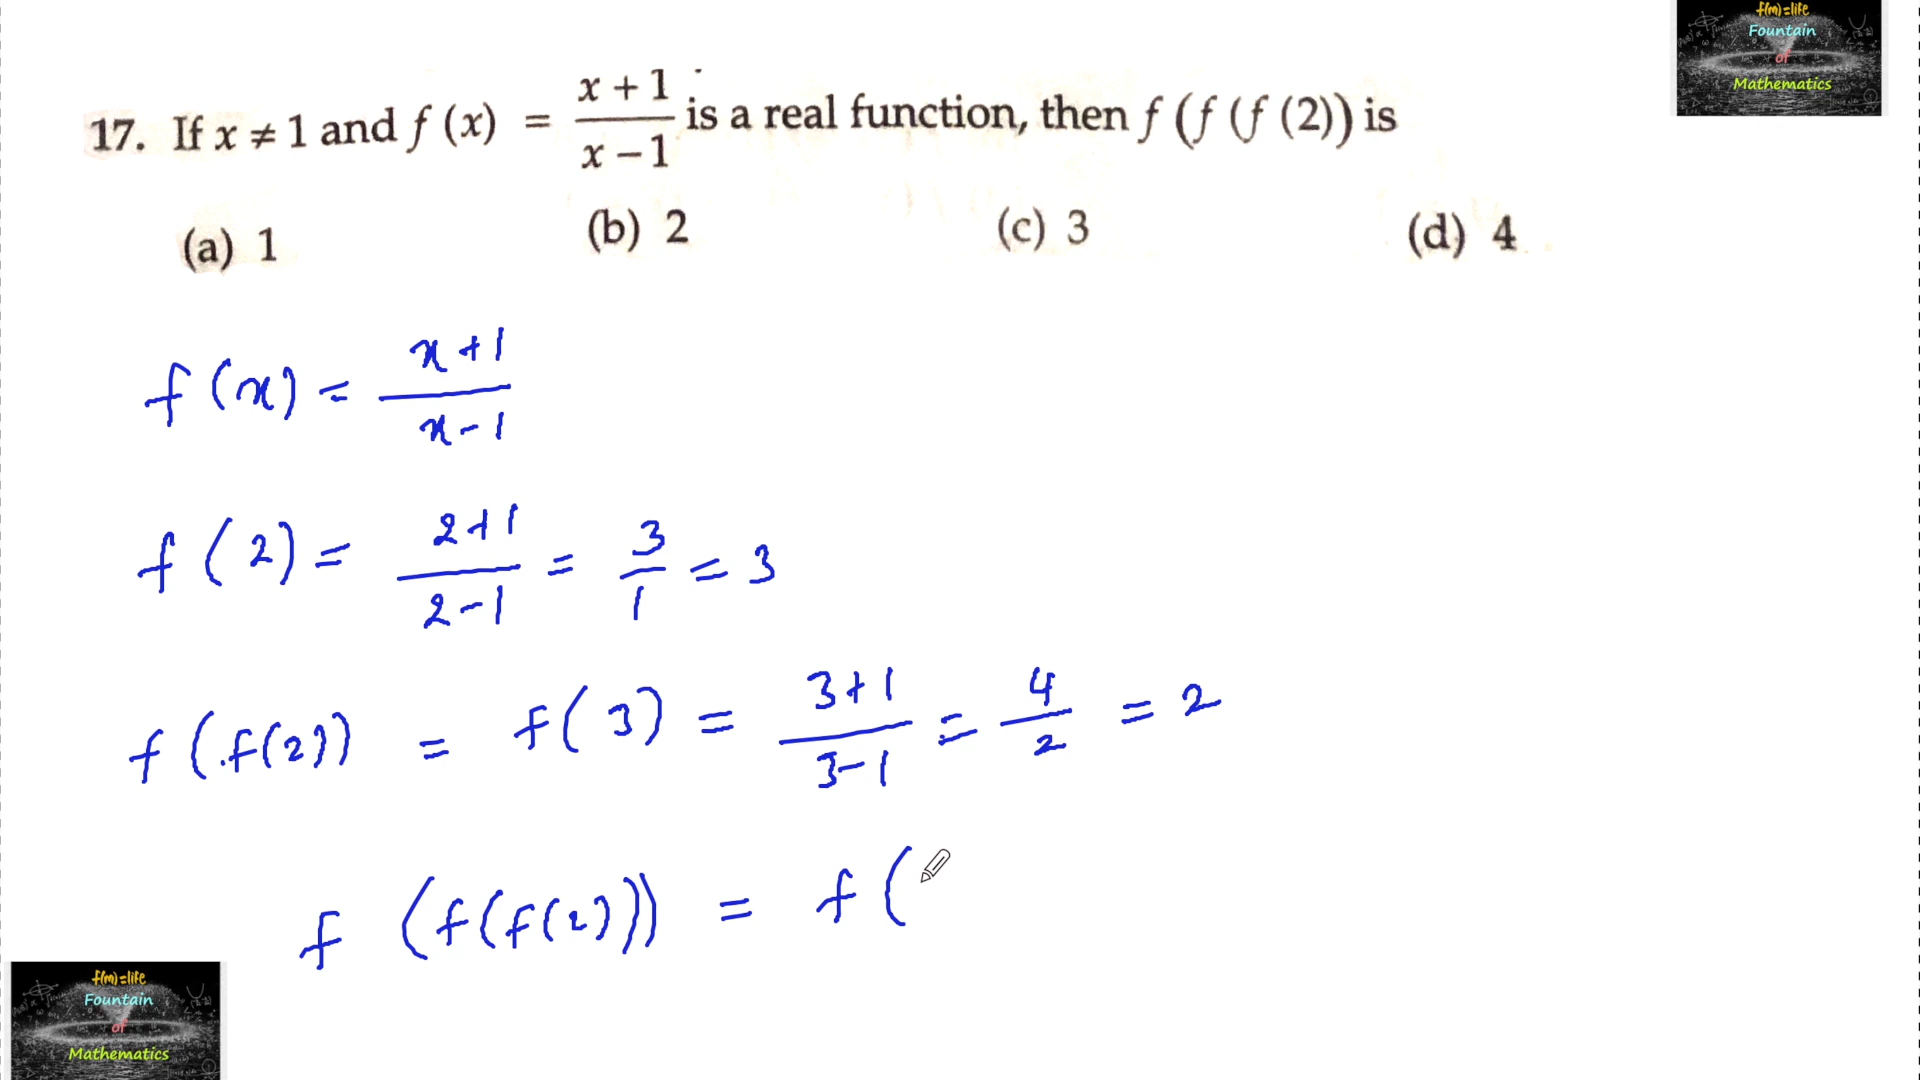 f(m)=life
Fountain
of
Mathematics
17. If x ≠ 1 and f (x) = x + 1 / x − 1 is a real function, then f (f (f (2)) is
(a) 1 (b) 2 (c) 3 (d) 4
f(x) = x+1 / x-1
f(2) = 2+1 / 2-1 = 3/1 = 3
f(f(2)) = f(3) = 3+1 / 3-1 = 4/2 = 2
f (f(f(2))) = f(
f(m)=life
Fountain
of
Mathematics